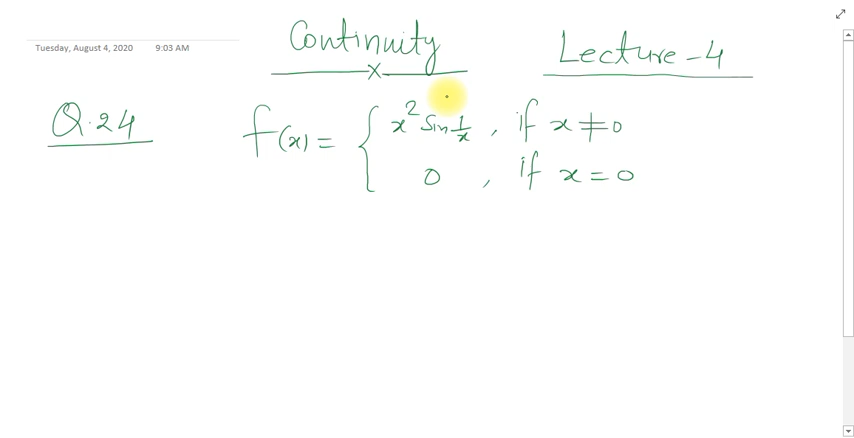 Continuity
Lecture-4
Tuesday, August 4, 2020 9:03 AM
x
Q.24
f(x) = { x² sin 1/x , if x ≠ 0
0 , if x = 0